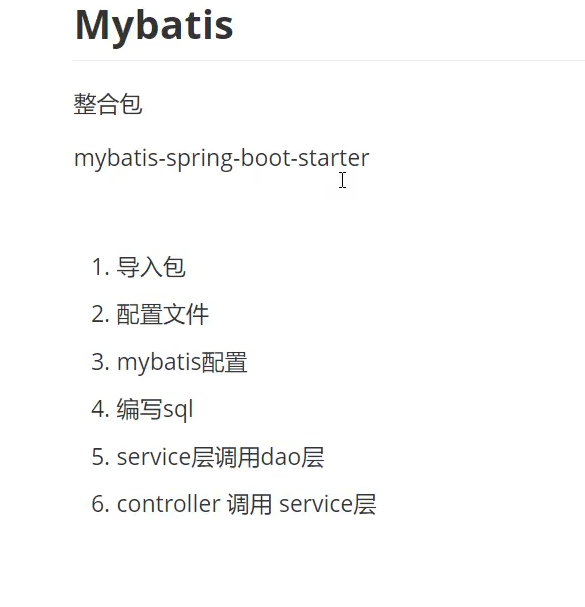 Mybatis
整合包
mybatis-spring-boot-starter
1. 导入包
2. 配置文件
3. mybatis配置
4. 编写sql
5. service层调用dao层
6. controller 调用 service层